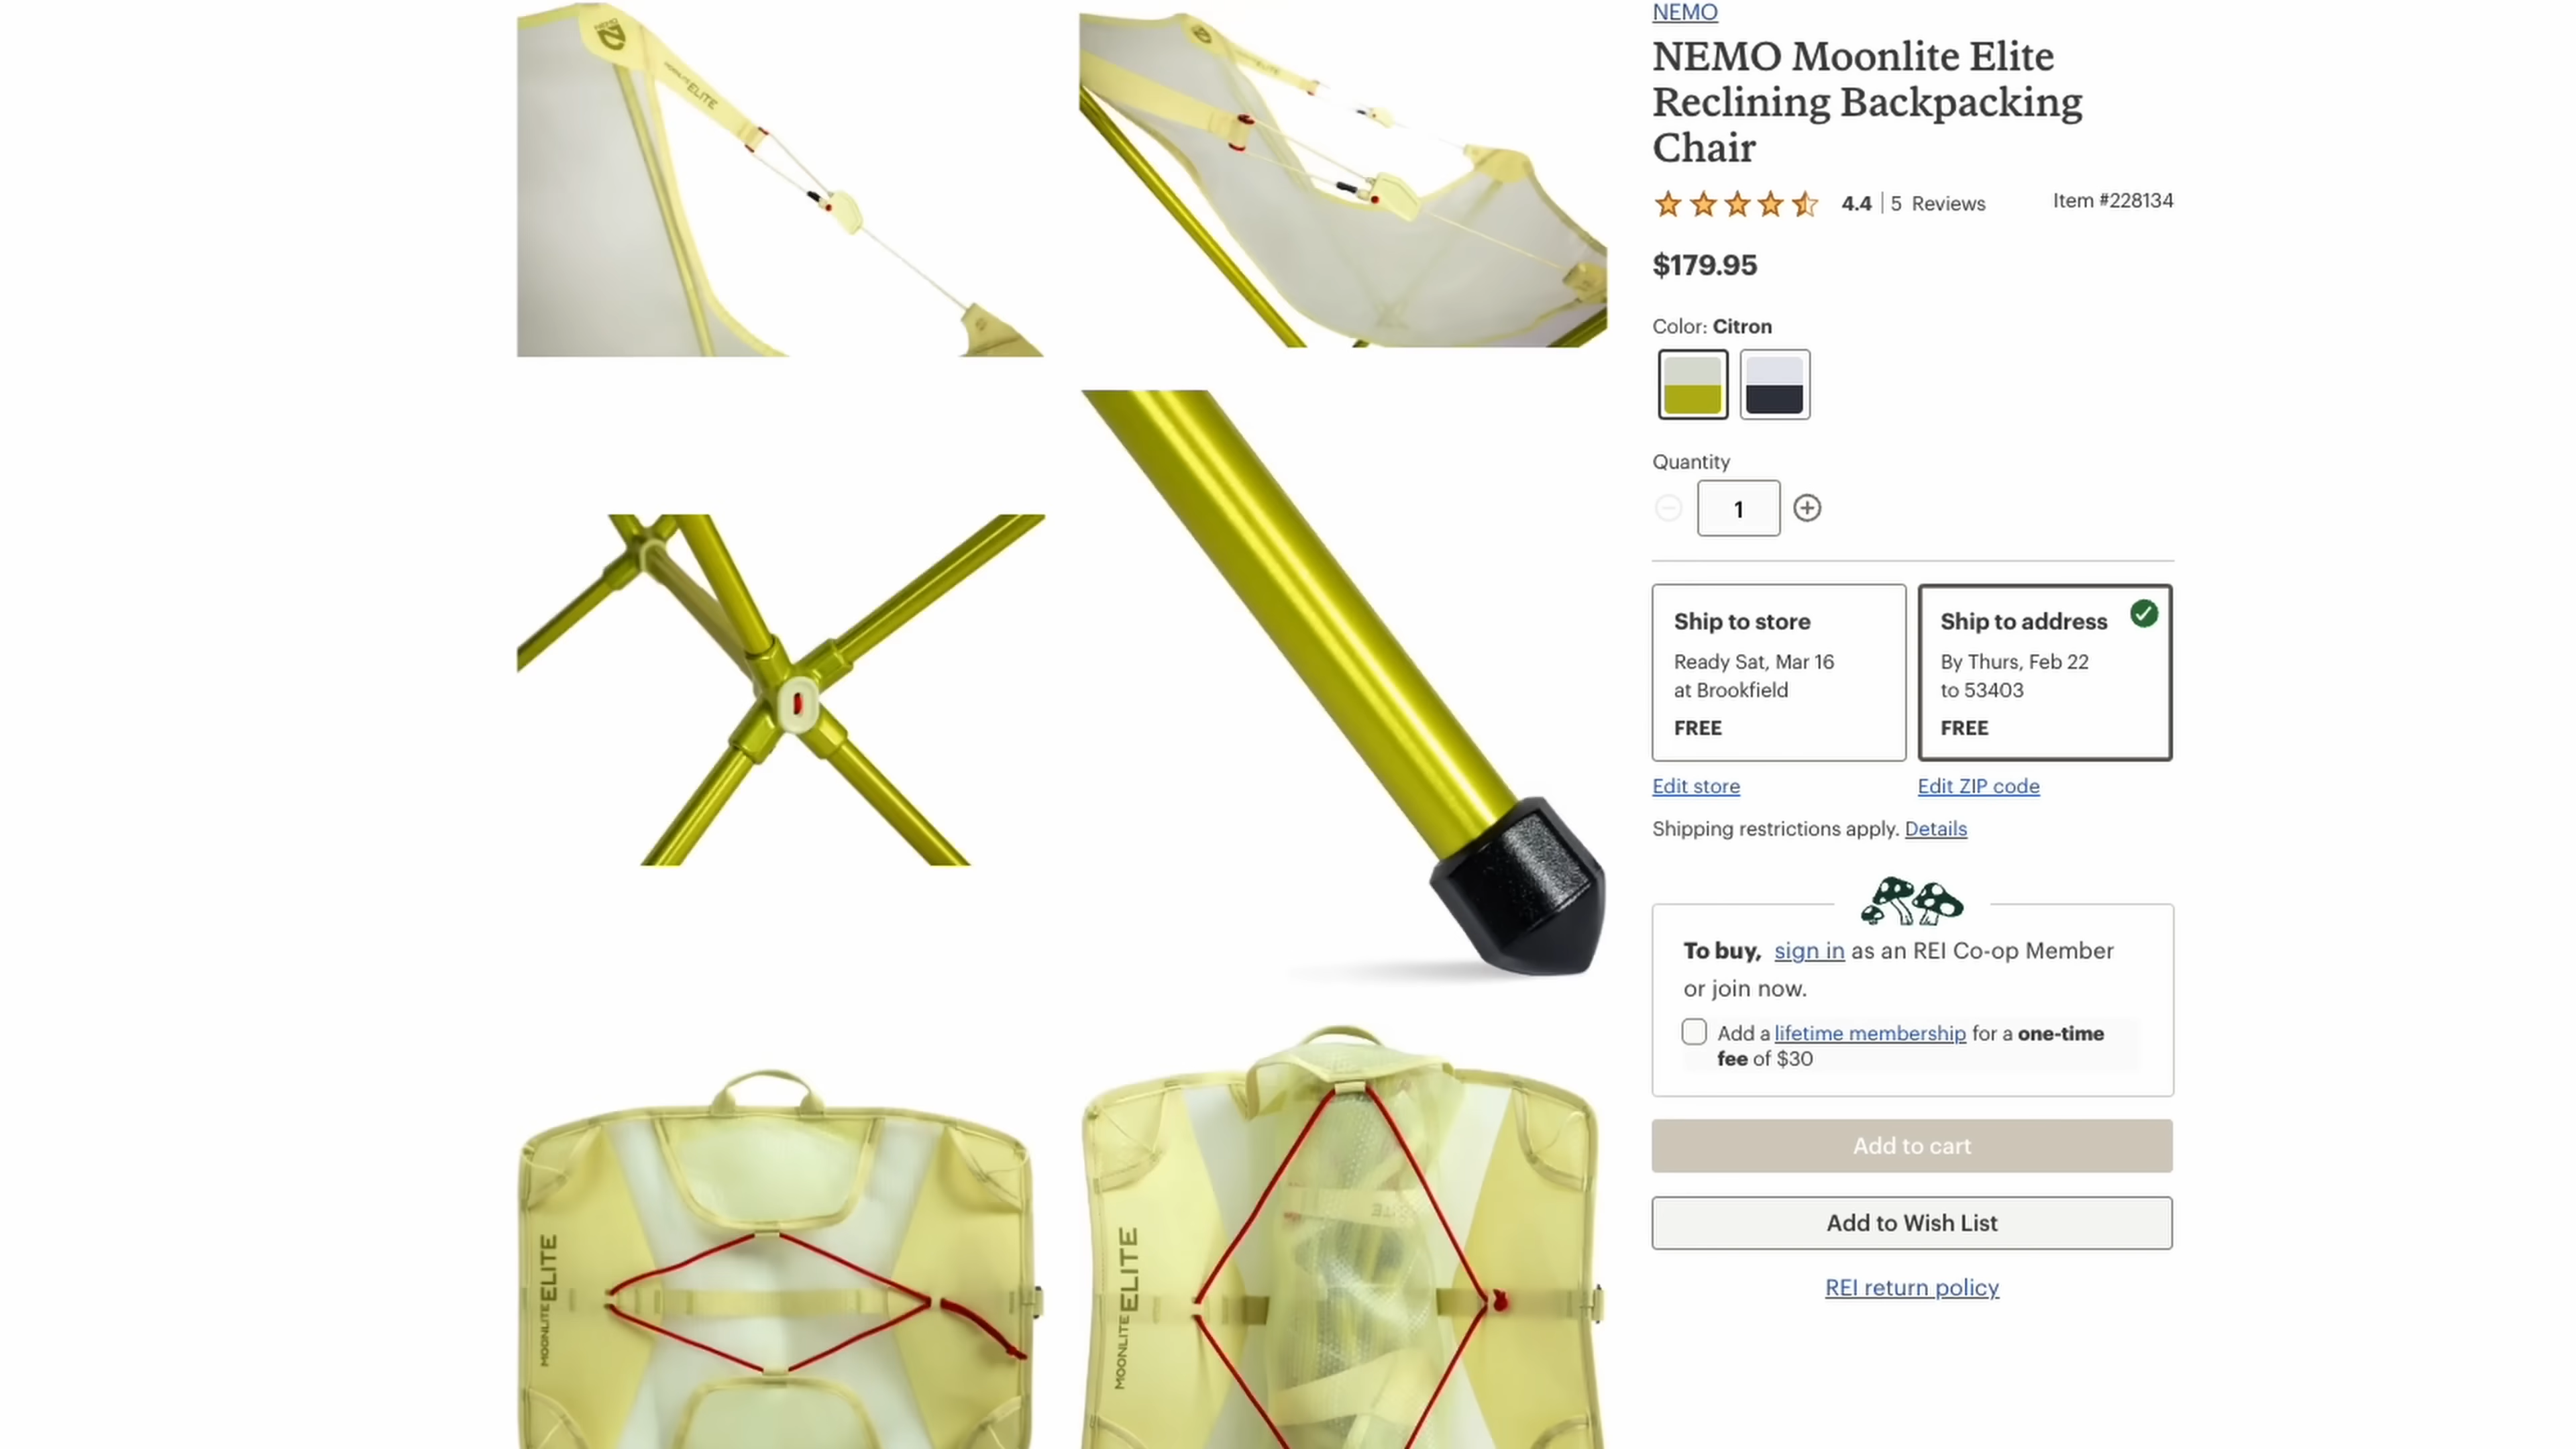 NEMO
MOONLITE ELITE
ELITE
NEMO
NEMO Moonlite Elite
Reclining Backpacking
Chair
4.4 | 5 Reviews
Item #228134
$179.95
Color: Citron
Quantity
1
Ship to store
Ready Sat, Mar 16
at Brookfield
FREE
Ship to address
By Thurs, Feb 22
to 53403
FREE
Edit store
Edit ZIP code
Shipping restrictions apply. Details
To buy, sign in as an REI Co-op Member
or join now.
Add a lifetime membership for a one-time
fee of $30
Add to cart
Add to Wish List
REI return policy
MOONLITE ELITE
MOONLITE ELITE